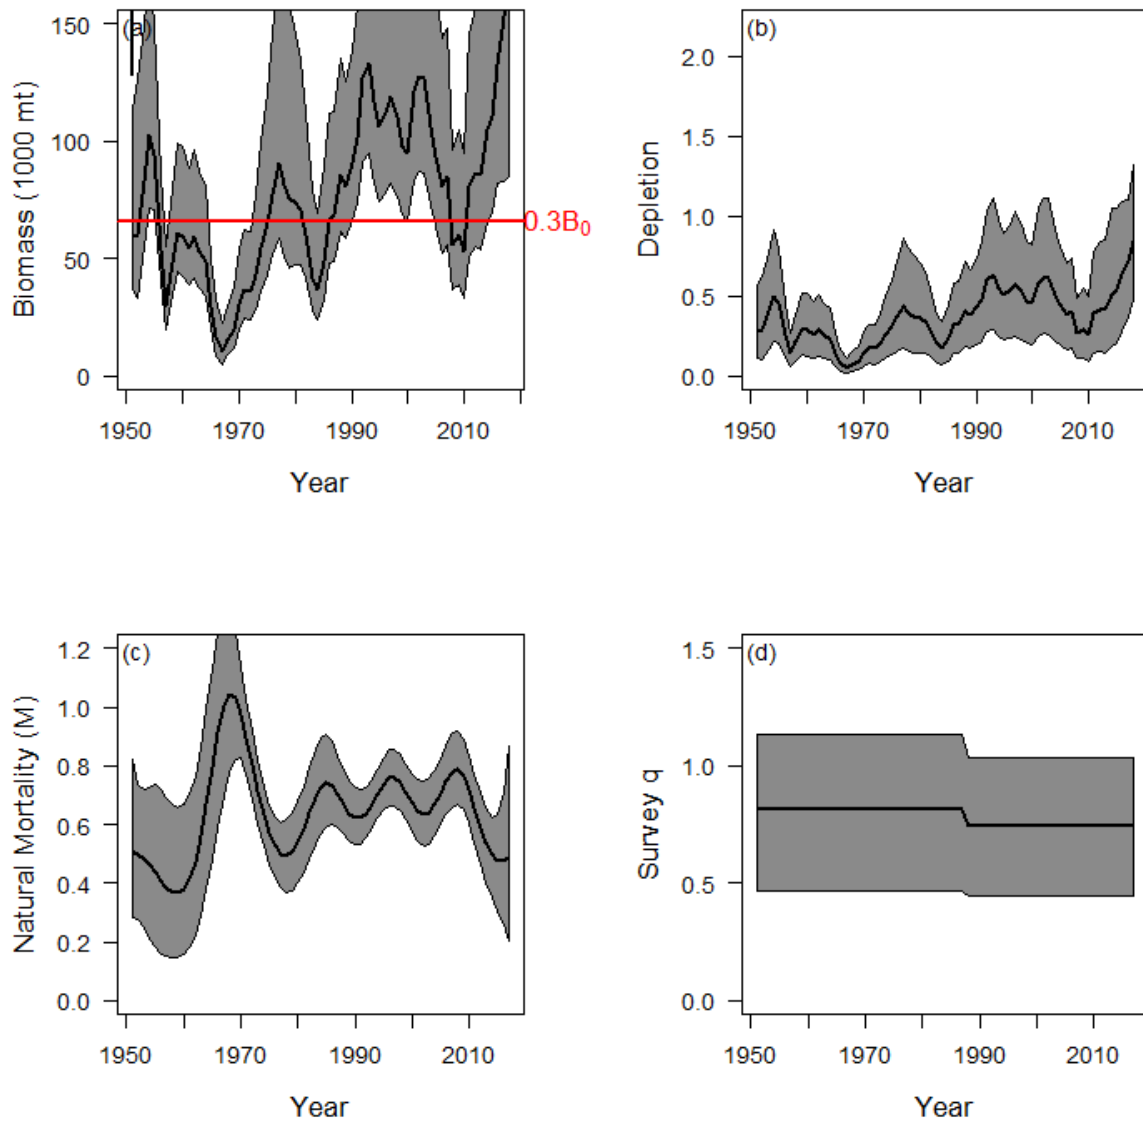 (a)
150
100
50
0
Biomass (1000 mt)
0.3B₀
1950 1970 1990 2010
Year
(b)
2.0
1.5
1.0
0.5
0.0
Depletion
1950 1970 1990 2010
Year
(c)
1.2
1.0
0.8
0.6
0.4
0.2
0.0
Natural Mortality (M)
1950 1970 1990 2010
Year
(d)
1.5
1.0
0.5
0.0
Survey q
1950 1970 1990 2010
Year